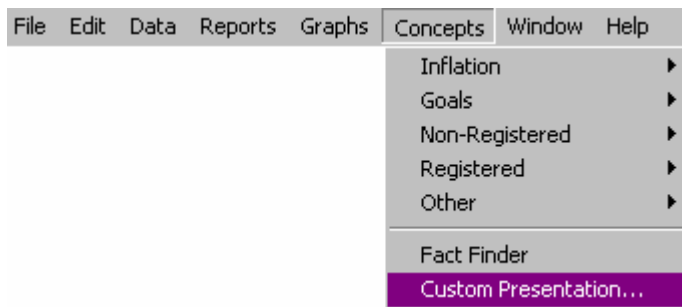 File Edit Data Reports Graphs Concepts Window Help
Inflation
Goals
Non-Registered
Registered
Other
Fact Finder
Custom Presentation...